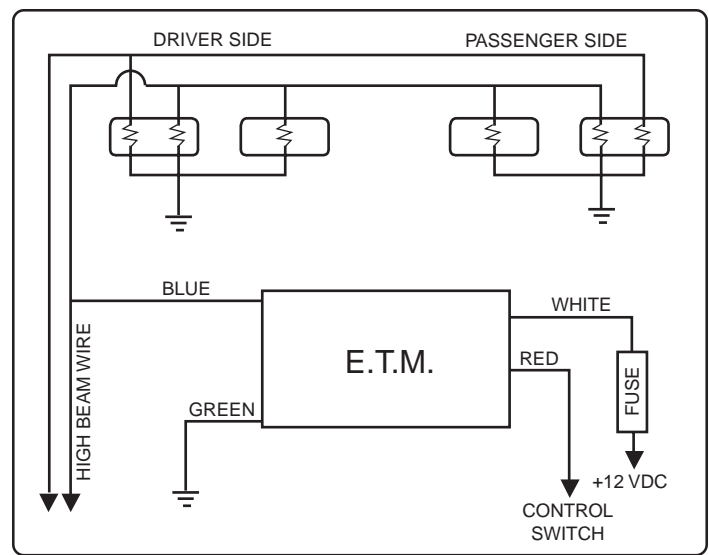 DRIVER SIDE
PASSENGER SIDE
BLUE
WHITE
E.T.M.
RED
HIGH BEAM WIRE
FUSE
GREEN
+12 VDC
CONTROL
SWITCH